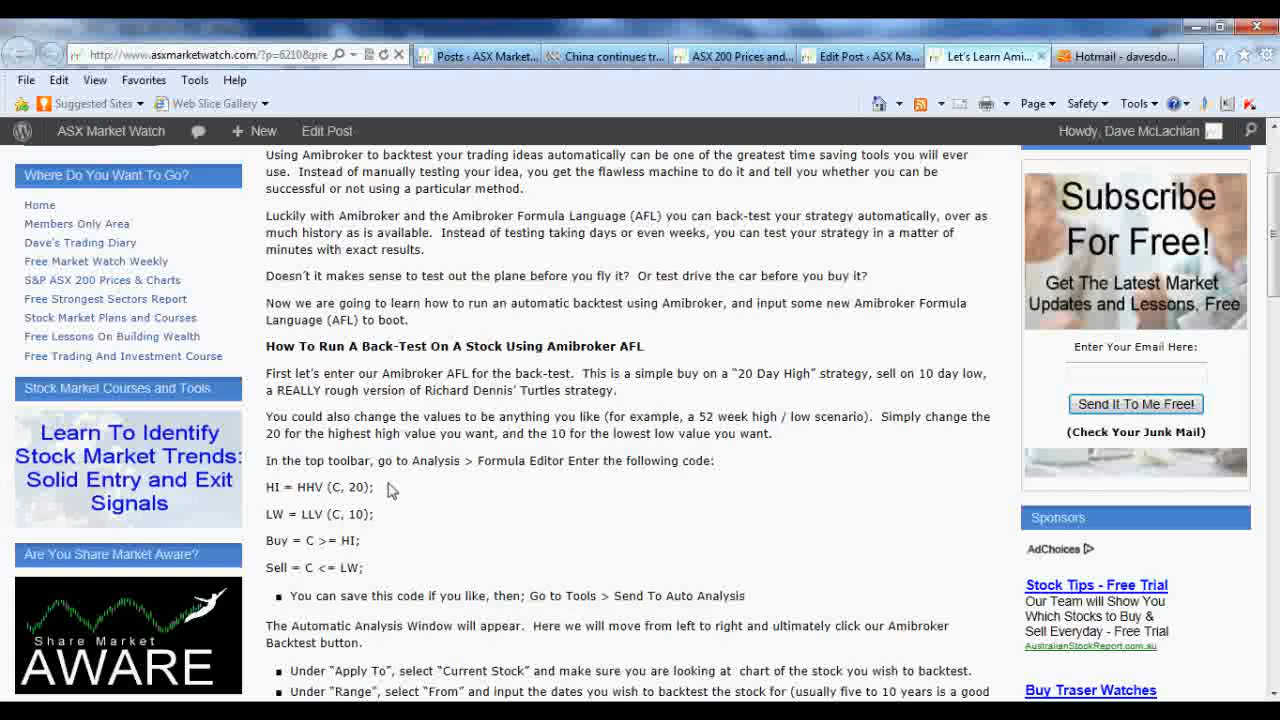 http://www.asxmarketwatch.com/?p=6210&pre
Posts ‹ ASX Market...
China continues tr...
ASX 200 Prices and...
Edit Post ‹ ASX Ma...
Let's Learn Ami...
Hotmail - davesdo...
File Edit View Favorites Tools Help
Suggested Sites Web Slice Gallery
Page Safety Tools
ASX Market Watch + New Edit Post
Howdy, Dave McLachlan
Where Do You Want To Go?
Home
Members Only Area
Dave's Trading Diary
Free Market Watch Weekly
S&P ASX 200 Prices & Charts
Free Strongest Sectors Report
Stock Market Plans and Courses
Free Lessons On Building Wealth
Free Trading And Investment Course
Stock Market Courses and Tools
Learn To Identify
Stock Market Trends:
Solid Entry and Exit
Signals
Are You Share Market Aware?
Share Market
AWARE
Using Amibroker to backtest your trading ideas automatically can be one of the greatest time saving tools you will ever
use. Instead of manually testing your idea, you get the flawless machine to do it and tell you whether you can be
successful or not using a particular method.
Luckily with Amibroker and the Amibroker Formula Language (AFL) you can back-test your strategy automatically, over as
much history as is available. Instead of testing taking days or even weeks, you can test your strategy in a matter of
minutes with exact results.
Doesn't it makes sense to test out the plane before you fly it? Or test drive the car before you buy it?
Now we are going to learn how to run an automatic backtest using Amibroker, and input some new Amibroker Formula
Language (AFL) to boot.
How To Run A Back-Test On A Stock Using Amibroker AFL
First let's enter our Amibroker AFL for the back-test. This is a simple buy on a "20 Day High" strategy, sell on 10 day low,
a REALLY rough version of Richard Dennis' Turtles strategy.
You could also change the values to be anything you like (for example, a 52 week high / low scenario). Simply change the
20 for the highest high value you want, and the 10 for the lowest low value you want.
In the top toolbar, go to Analysis > Formula Editor Enter the following code:
HI = HHV (C, 20);
LW = LLV (C, 10);
Buy = C >= HI;
Sell = C <= LW;
▪ You can save this code if you like, then; Go to Tools > Send To Auto Analysis
The Automatic Analysis Window will appear. Here we will move from left to right and ultimately click our Amibroker
Backtest button.
▪ Under "Apply To", select "Current Stock" and make sure you are looking at chart of the stock you wish to backtest.
▪ Under "Range", select "From" and input the dates you wish to backtest the stock for (usually five to 10 years is a good
Subscribe
For Free!
Get The Latest Market
Updates and Lessons, Free
Enter Your Email Here:
Send It To Me Free!
(Check Your Junk Mail)
Sponsors
AdChoices
Stock Tips - Free Trial
Our Team will Show You
Which Stocks to Buy &
Sell Everyday - Free Trial
AustralianStockReport.com.au
Buy Traser Watches